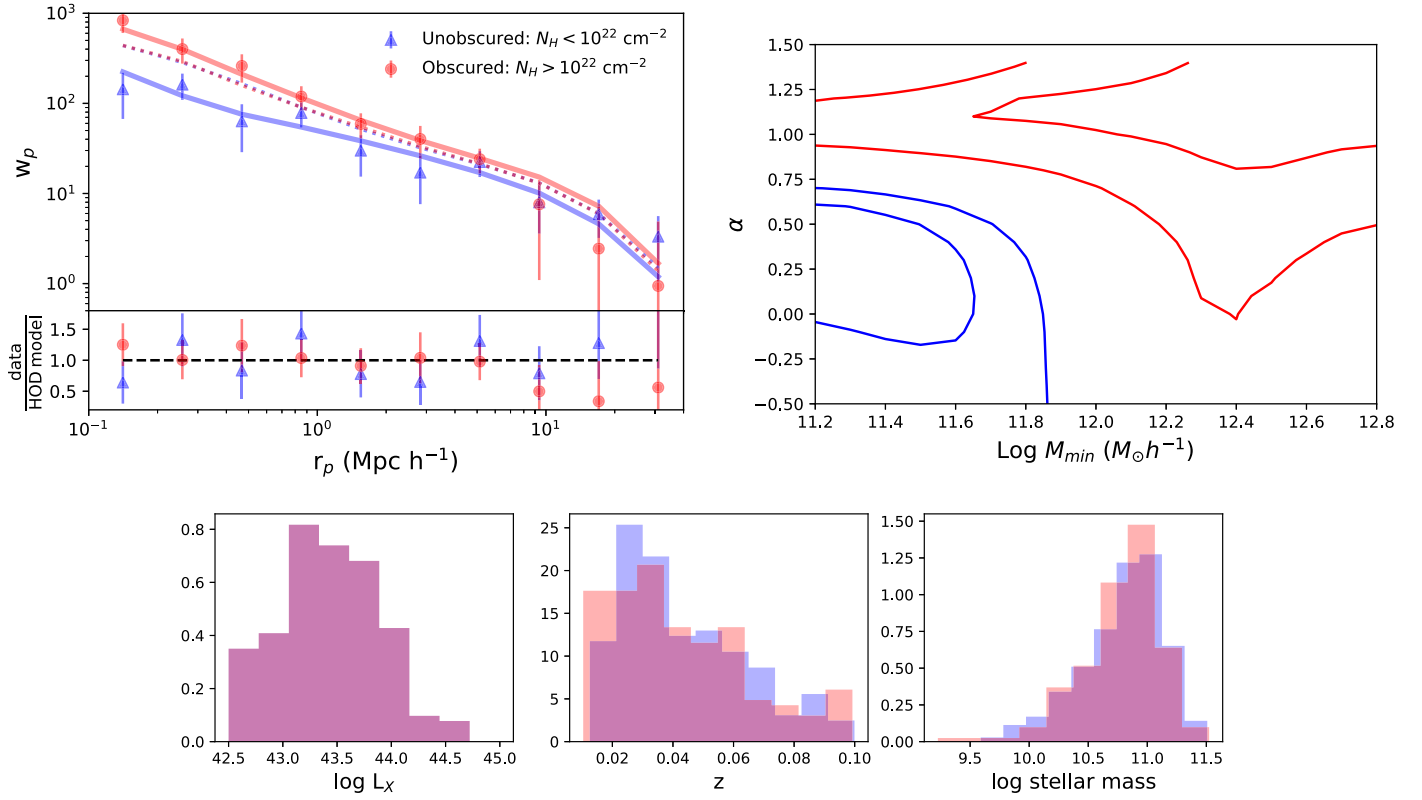 10³
10²
10¹
10⁰
w_p
Unobscured: N_H < 10²² cm⁻²
Obscured: N_H > 10²² cm⁻²
1.5
1.0
0.5
data
HOD model
10⁻¹
10⁰
10¹
r_p (Mpc h⁻¹)
1.50
1.25
1.00
0.75
0.50
0.25
0.00
−0.25
−0.50
α
11.2 11.4 11.6 11.8 12.0 12.2 12.4 12.6 12.8
Log M_min (M_⊙h⁻¹)
0.8
0.6
0.4
0.2
0.0
42.5 43.0 43.5 44.0 44.5 45.0
log L_X
25
20
15
10
5
0
0.02 0.04 0.06 0.08 0.10
z
1.50
1.25
1.00
0.75
0.50
0.25
0.00
9.5 10.0 10.5 11.0 11.5
log stellar mass